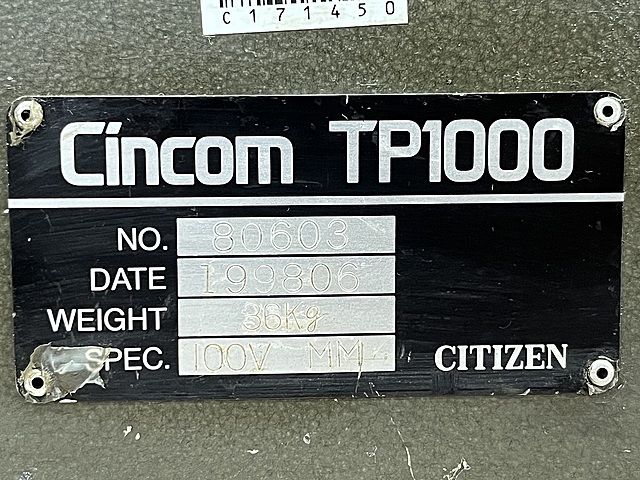 C171450
Cincom TP1000
NO. 80603
DATE 199806
WEIGHT 36Kg
SPEC. 100V MM
CITIZEN